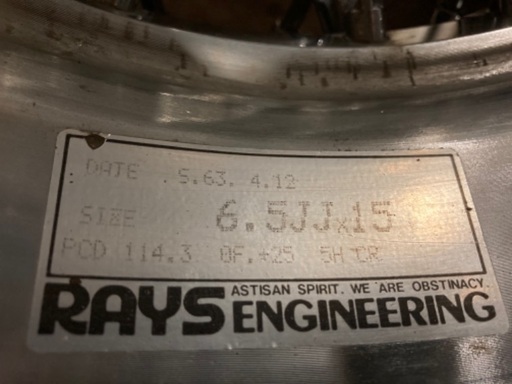 DATE . S.63. 4.12
SIZE 6.5JJx15
PCD 114.3 OF.+25 5H CR
RAYS ENGINEERING
ASTISAN SPIRIT. WE ARE OBSTINACY.